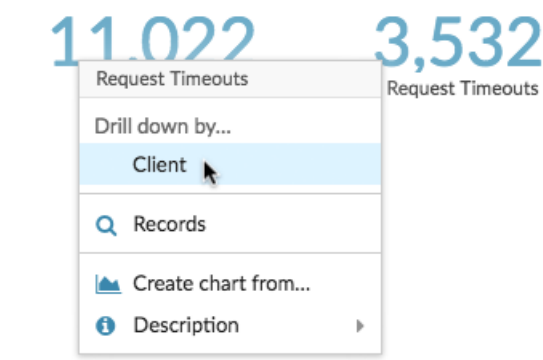 11,022
3,532
Request Timeouts
Request Timeouts
Drill down by...
Client
Records
Create chart from...
Description